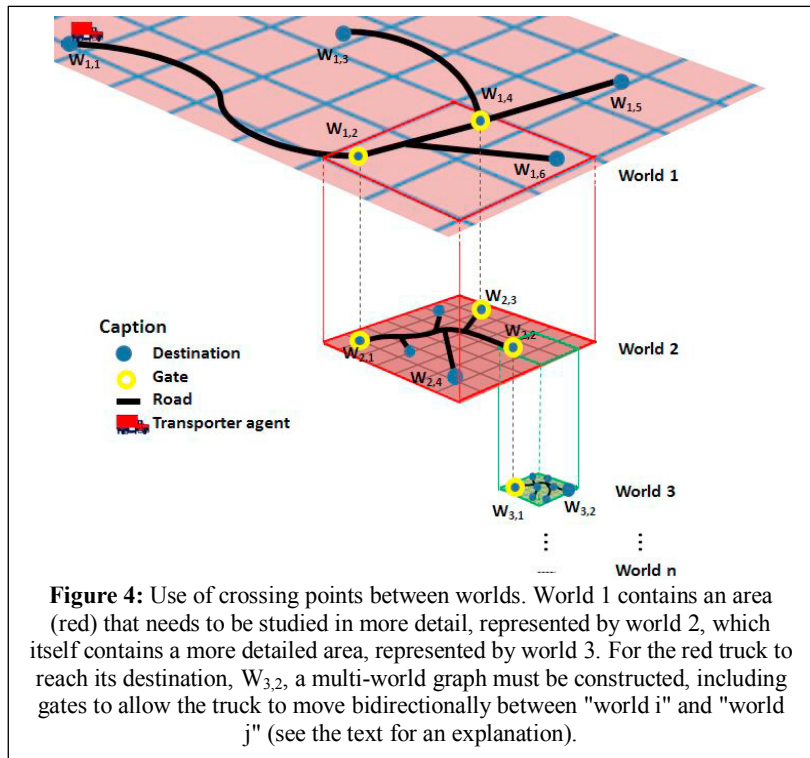 W1,1
W1,3
W1,4
W1,5
W1,2
W1,6
World 1
W2,3
W2,2
W2,1
W2,4
World 2
Caption
Destination
Gate
Road
Transporter agent
World 3
W3,1
W3,2
World n
Figure 4: Use of crossing points between worlds. World 1 contains an area
(red) that needs to be studied in more detail, represented by world 2, which
itself contains a more detailed area, represented by world 3. For the red truck to
reach its destination, W3,2, a multi-world graph must be constructed, including
gates to allow the truck to move bidirectionally between "world i" and "world
j" (see the text for an explanation).